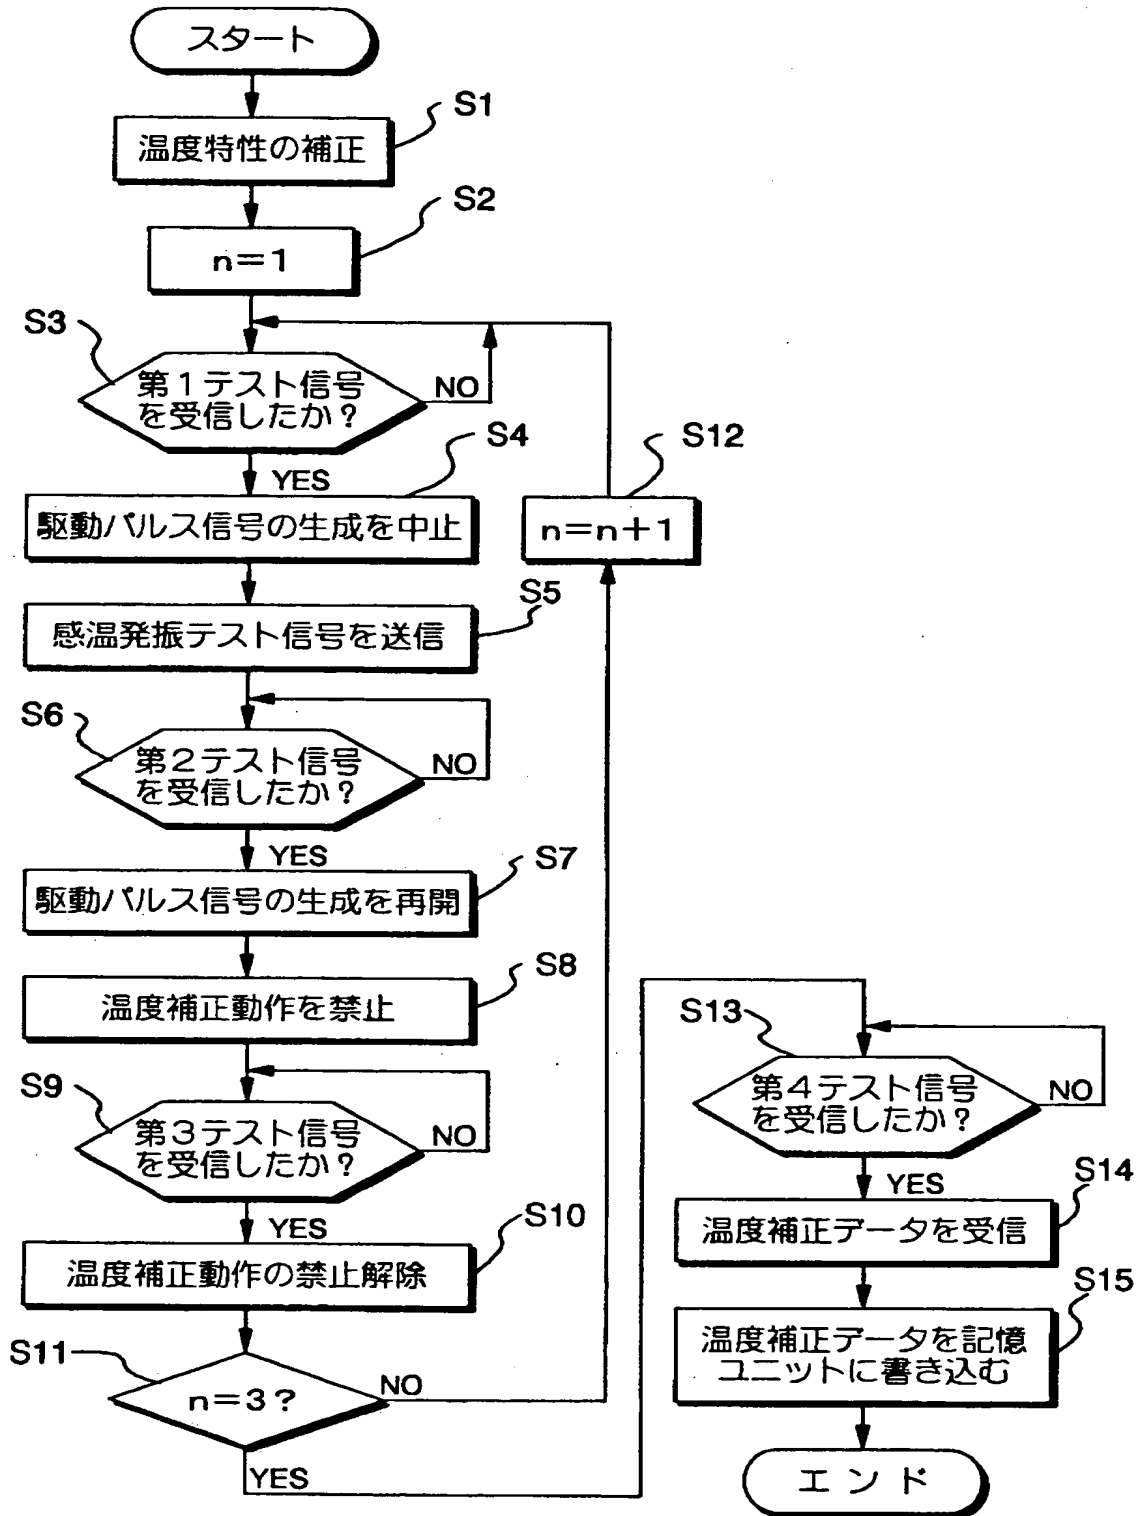 スタート
S1
温度特性の補正
S2
n=1
S3
第1テスト信号
を受信したか?
NO
YES
S4
駆動パルス信号の生成を中止
S12
n=n+1
S5
感温発振テスト信号を送信
S6
第2テスト信号
を受信したか?
NO
YES
S7
駆動パルス信号の生成を再開
S8
温度補正動作を禁止
S9
第3テスト信号
を受信したか?
NO
YES
S10
温度補正動作の禁止解除
S11
n=3?
NO
YES
S13
第4テスト信号
を受信したか?
NO
YES
S14
温度補正データを受信
S15
温度補正データを記憶
ユニットに書き込む
エンド